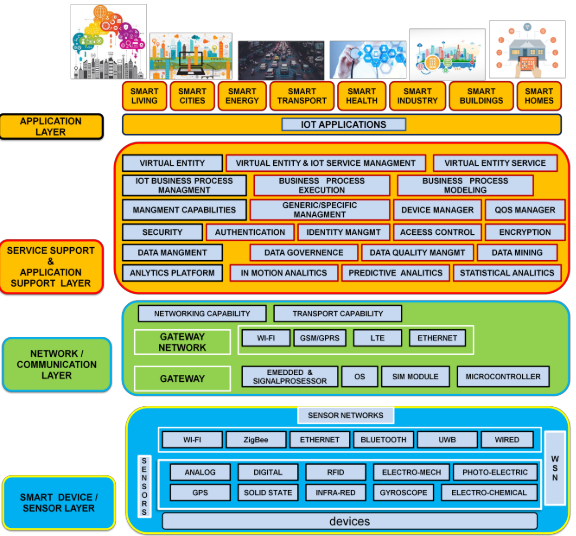 SMART LIVING
SMART CITIES
SMART ENERGY
SMART TRANSPORT
SMART HEALTH
SMART INDUSTRY
SMART BUILDINGS
SMART HOMES
APPLICATION LAYER
IOT APPLICATIONS
SERVICE SUPPORT & APPLICATION SUPPORT LAYER
VIRTUAL ENTITY
VIRTUAL ENTITY & IOT SERVICE MANAGMENT
VIRTUAL ENTITY SERVICE
IOT BUSINESS PROCESS MANAGMENT
BUSINESS PROCESS EXECUTION
BUSINESS PROCESS MODELING
MANGMENT CAPABILITIES
GENERIC/SPECIFIC MANAGMENT
DEVICE MANAGER
QOS MANAGER
SECURITY
AUTHENTICATION
IDENTITY MANGMT
ACEESS CONTROL
ENCRYPTION
DATA MANGMENT
DATA GOVERNENCE
DATA QUALITY MANGMT
DATA MINING
ANLYTICS PLATFORM
IN MOTION ANALITICS
PREDICTIVE ANALITICS
STATISTICAL ANALITICS
NETWORK / COMMUNICATION LAYER
NETWORKING CAPABILITY
TRANSPORT CAPABILITY
GATEWAY NETWORK
WI-FI
GSM/GPRS
LTE
ETHERNET
GATEWAY
EMEDDED & SIGNALPROSESSOR
OS
SIM MODULE
MICROCONTROLLER
SMART DEVICE / SENSOR LAYER
SENSOR NETWORKS
WI-FI
ZigBee
ETHERNET
BLUETOOTH
UWB
WIRED
SENSORS
ANALOG
DIGITAL
RFID
ELECTRO-MECH
PHOTO-ELECTRIC
GPS
SOLID STATE
INFRA-RED
GYROSCOPE
ELECTRO-CHEMICAL
WSN
devices